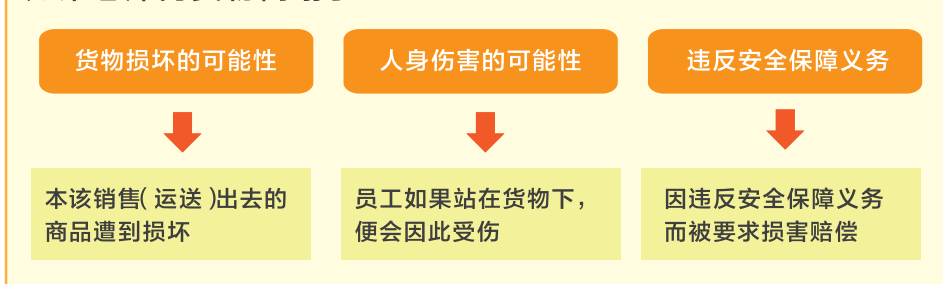 货物损坏的可能性
人身伤害的可能性
违反安全保障义务
本该销售( 运送 )出去的
商品遭到损坏
员工如果站在货物下，
便会因此受伤
因违反安全保障义务
而被要求损害赔偿